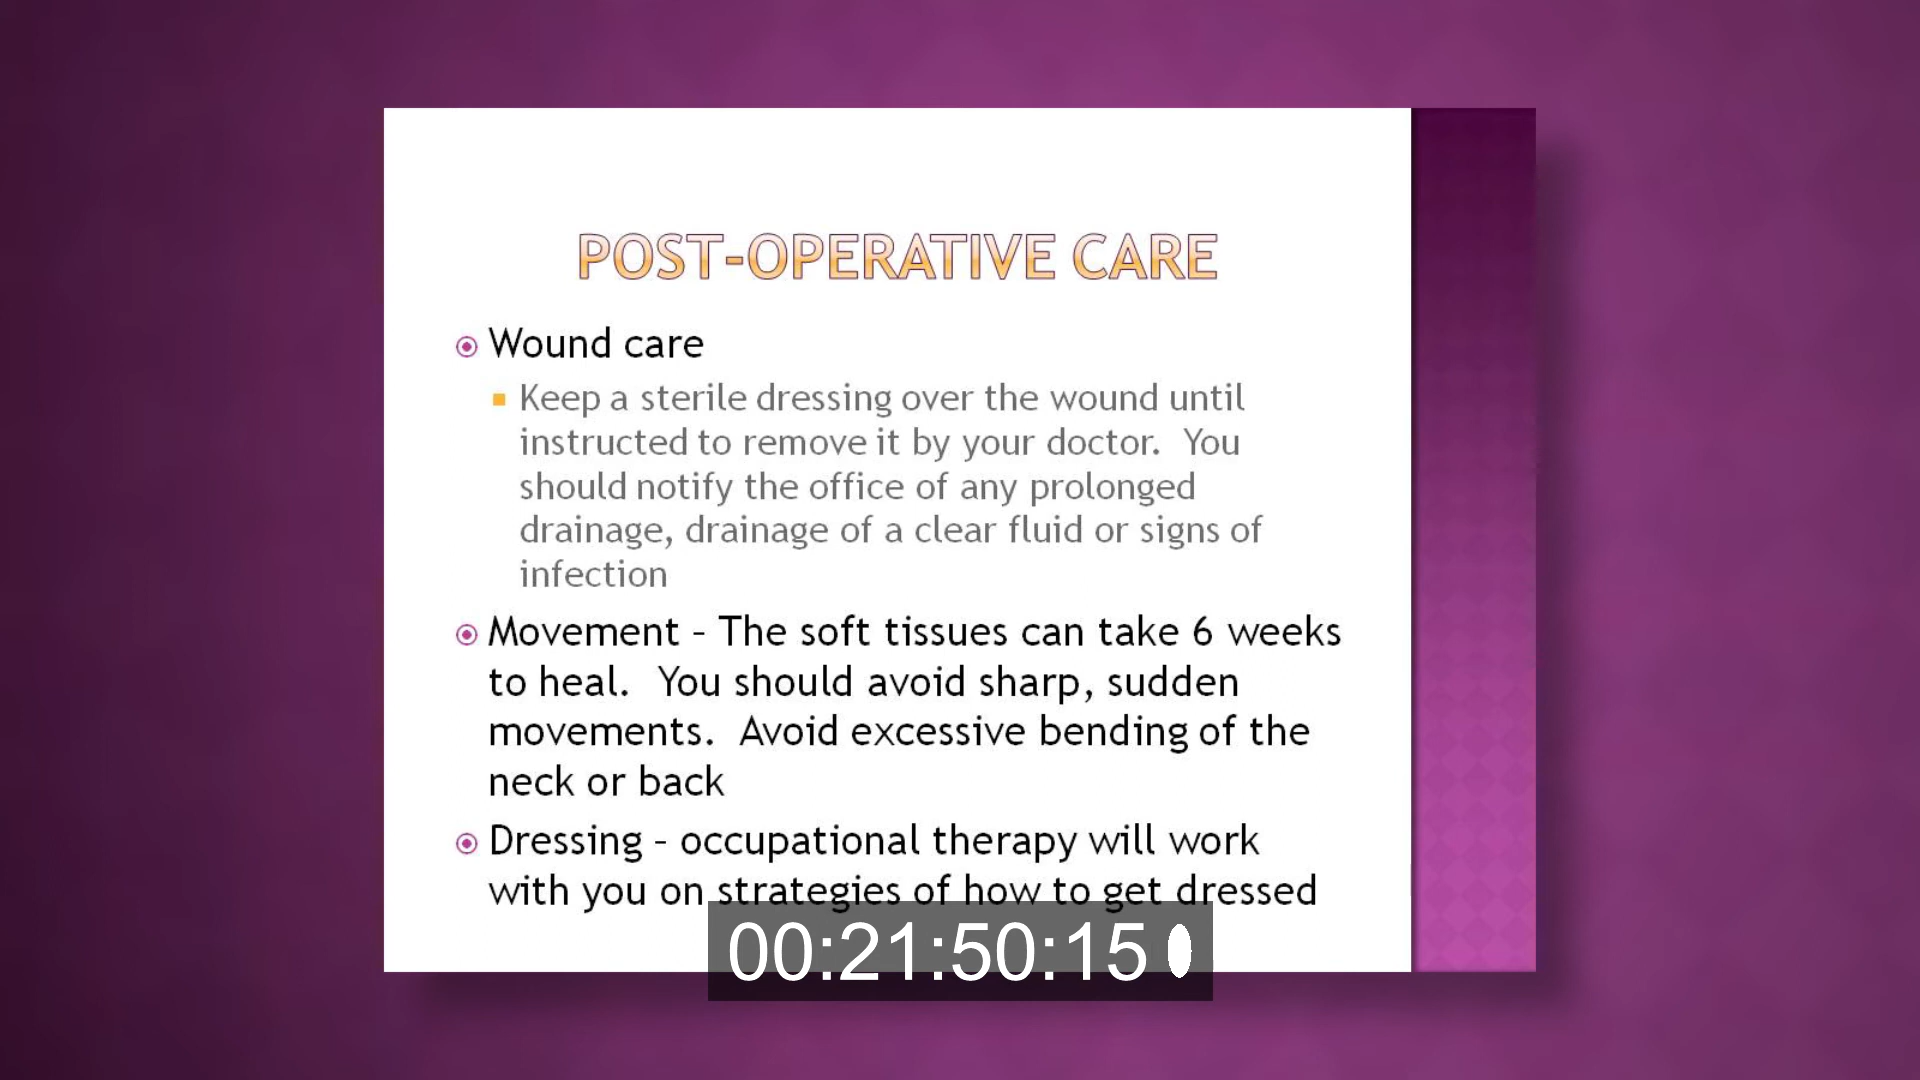 POST-OPERATIVE CARE
Wound care
Keep a sterile dressing over the wound until
instructed to remove it by your doctor.  You
should notify the office of any prolonged
drainage, drainage of a clear fluid or signs of
infection
Movement – The soft tissues can take 6 weeks
to heal.  You should avoid sharp, sudden
movements.  Avoid excessive bending of the
neck or back
Dressing – occupational therapy will work
with you on strategies of how to get dressed
00:21:50:15